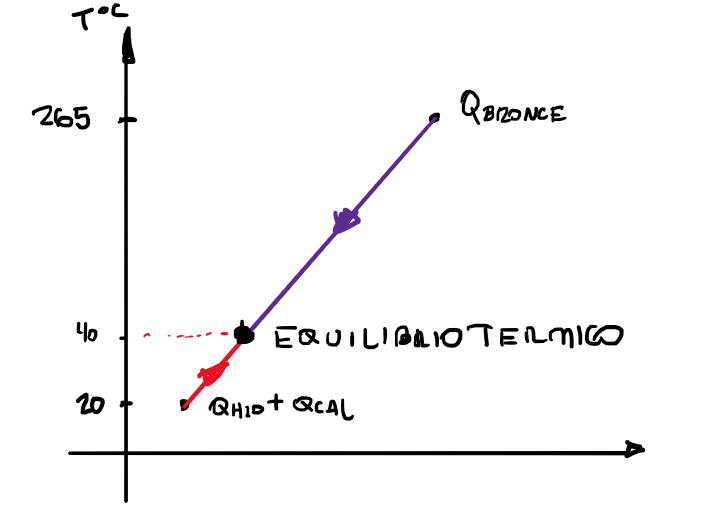 T°C
265
QBRONCE
40
EQUILIBRIO TERMICO
20
QH2O + QCAL